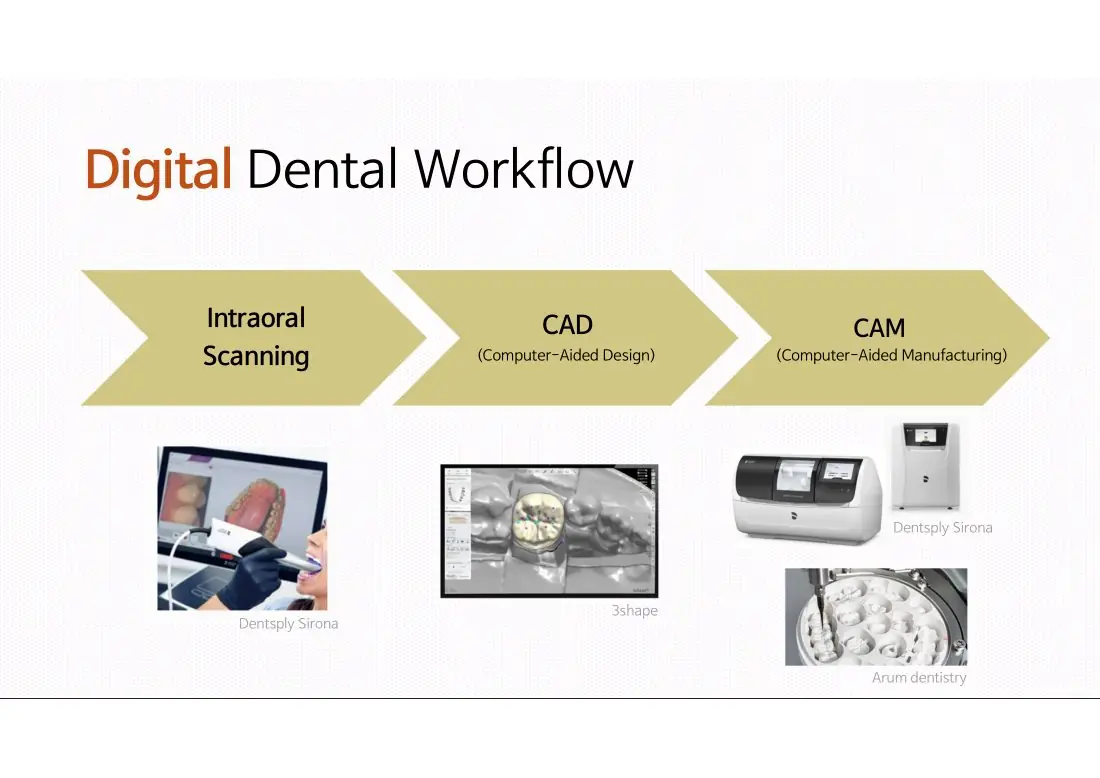 Digital Dental Workflow
Intraoral
Scanning
CAD
(Computer-Aided Design)
CAM
(Computer-Aided Manufacturing)
Dentsply Sirona
3shape
Dentsply Sirona
Arum dentistry